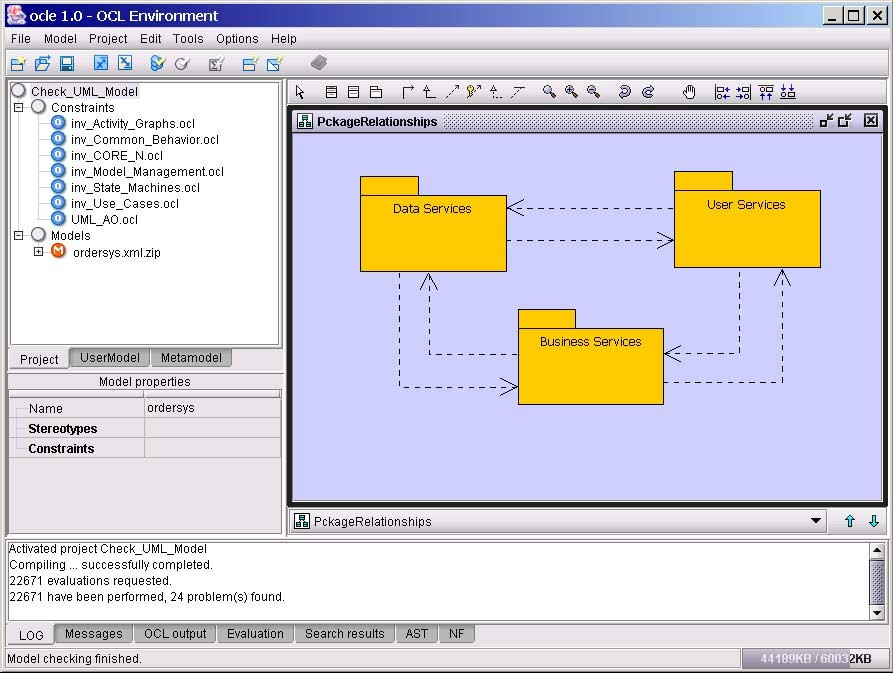 ocle 1.0 - OCL Environment
File Model Project Edit Tools Options Help
Check_UML_Model
Constraints
inv_Activity_Graphs.ocl
inv_Common_Behavior.ocl
inv_CORE_N.ocl
inv_Model_Management.ocl
inv_State_Machines.ocl
inv_Use_Cases.ocl
UML_AO.ocl
Models
ordersys.xml.zip
Project UserModel Metamodel
Model properties
Name ordersys
Stereotypes
Constraints
PckageRelationships
Data Services
User Services
Business Services
PckageRelationships
Activated project Check_UML_Model
Compiling ... successfully completed.
22671 evaluations requested.
22671 have been performed, 24 problem(s) found.
LOG Messages OCL output Evaluation Search results AST NF
Model checking finished.
44189KB / 60032KB